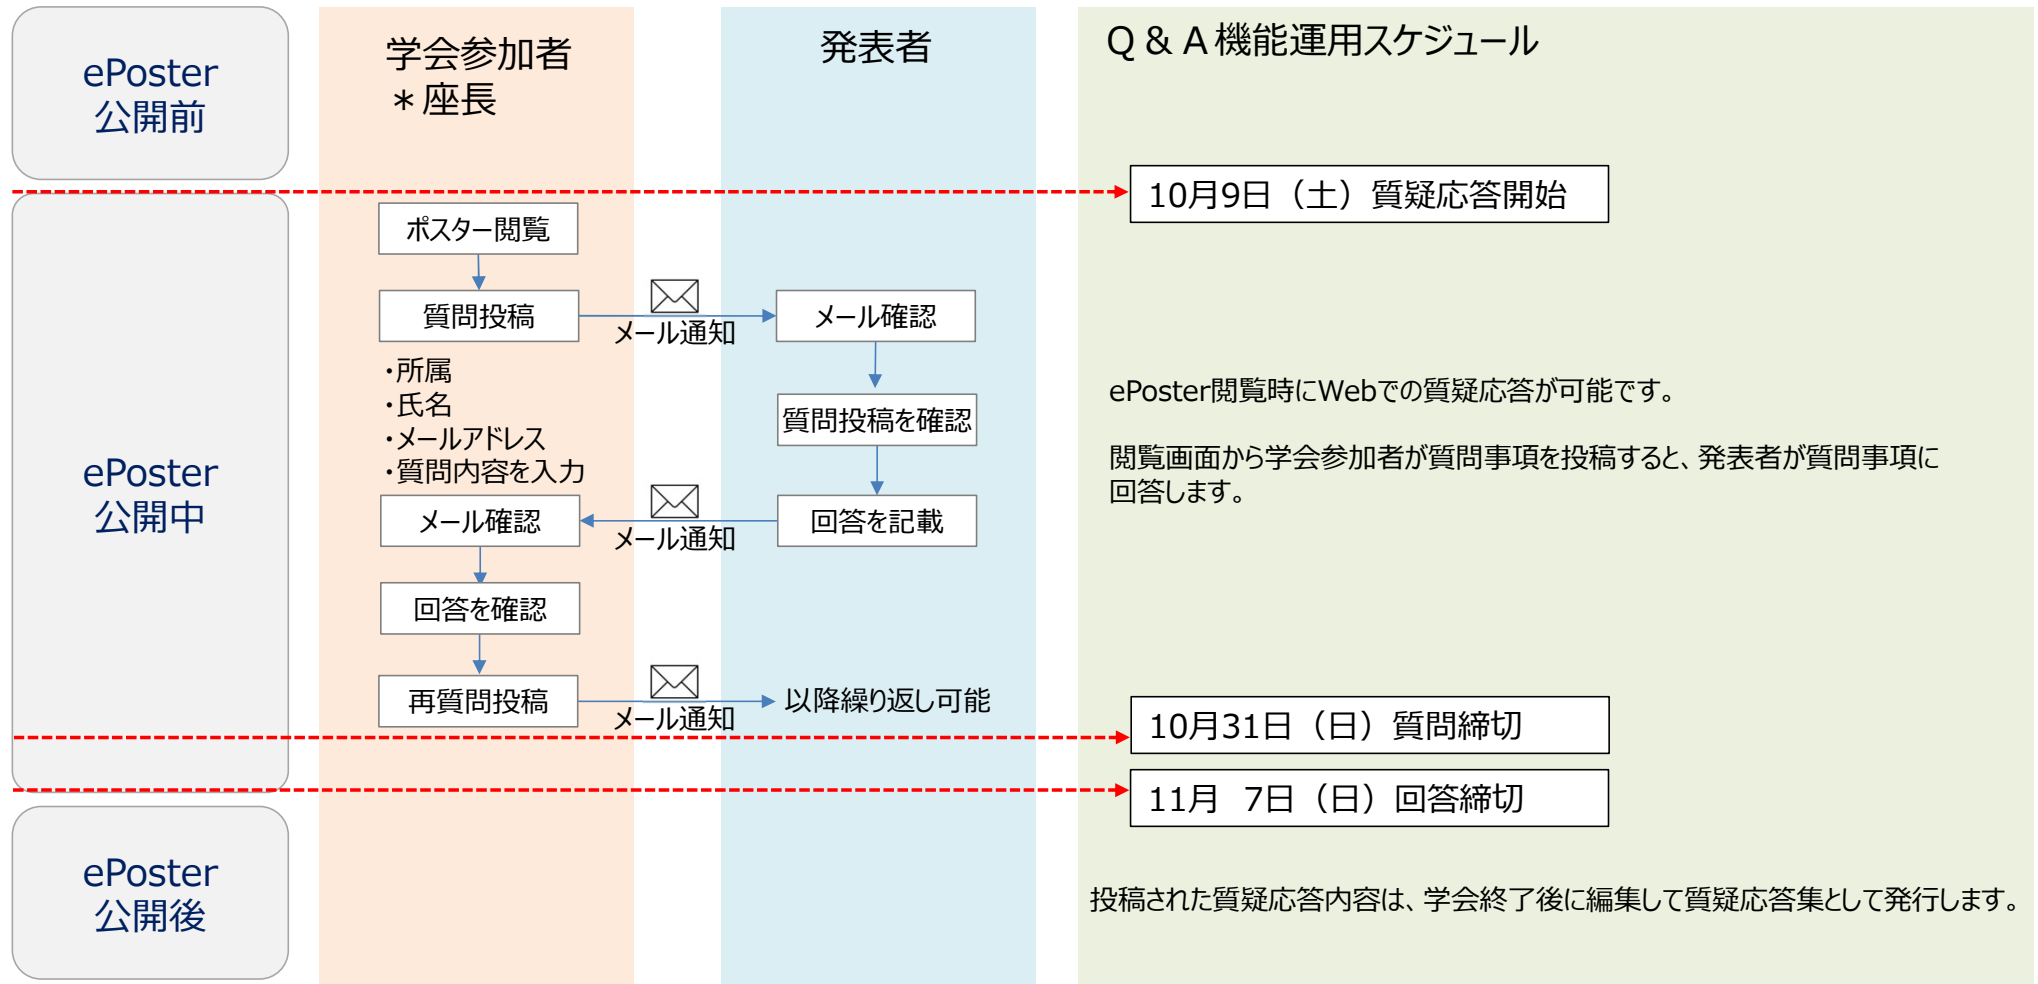 ePoster
公開前
学会参加者
＊座長
発表者
Q & A 機能運用スケジュール
10月9日（土）質疑応答開始
ポスター閲覧
質問投稿
メール通知
メール確認
・所属
・氏名
・メールアドレス
・質問内容を入力
質問投稿を確認
ePoster閲覧時にWebでの質疑応答が可能です。
閲覧画面から学会参加者が質問事項を投稿すると、発表者が質問事項に
回答します。
ePoster
公開中
メール確認
メール通知
回答を記載
回答を確認
再質問投稿
メール通知
以降繰り返し可能
10月31日（日）質問締切
11月　7日（日）回答締切
ePoster
公開後
投稿された質疑応答内容は、学会終了後に編集して質疑応答集として発行します。